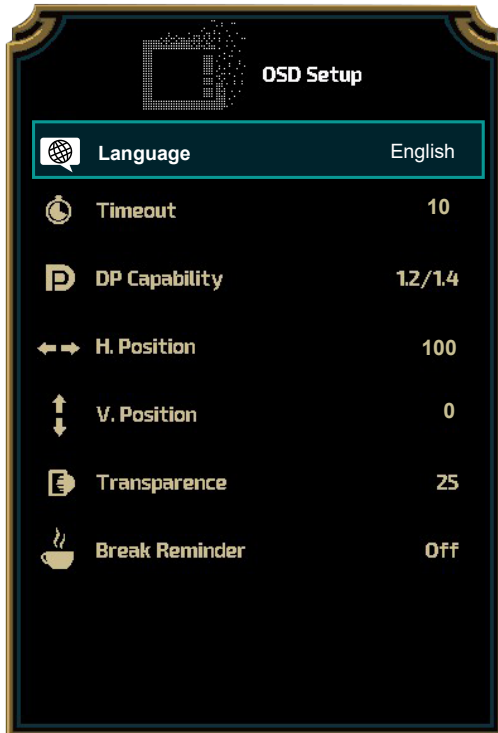 OSD Setup
Language English
Timeout 10
DP Capability 1.2/1.4
H. Position 100
V. Position 0
Transparence 25
Break Reminder Off